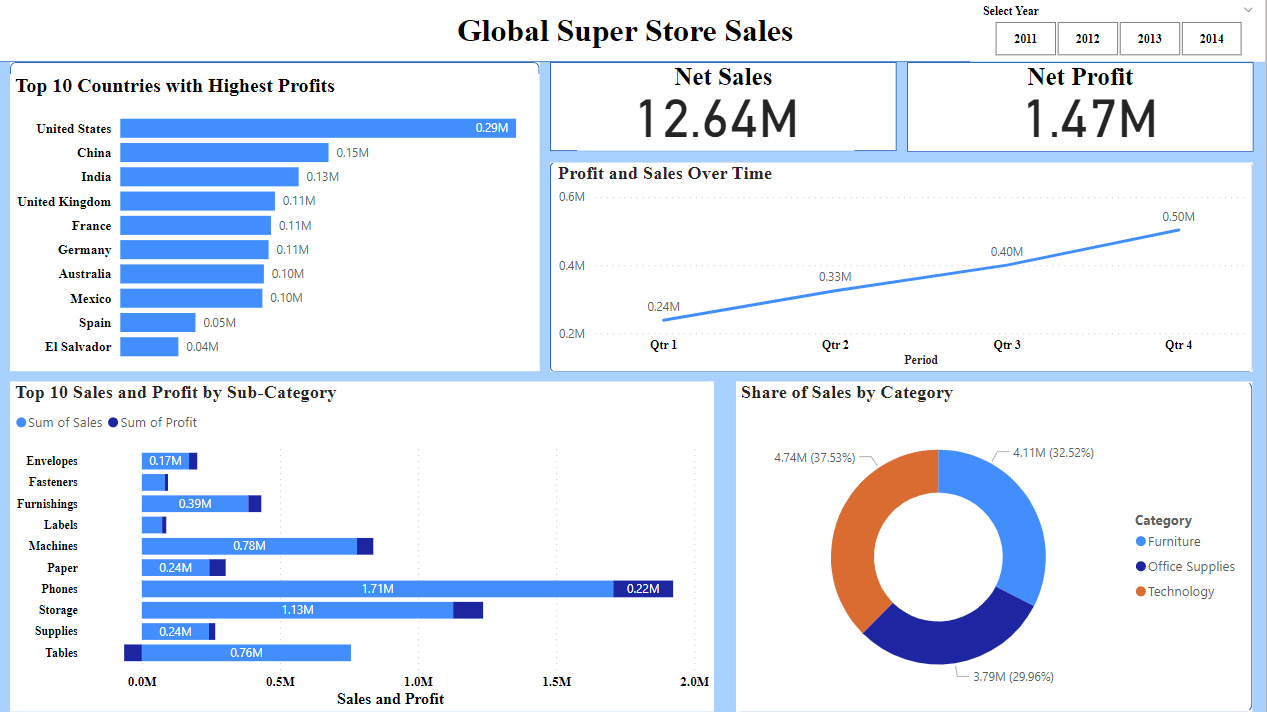 Global Super Store Sales
Select Year
2011 2012 2013 2014
Top 10 Countries with Highest Profits
United States 0.29M
China 0.15M
India 0.13M
United Kingdom 0.11M
France 0.11M
Germany 0.11M
Australia 0.10M
Mexico 0.10M
Spain 0.05M
El Salvador 0.04M
Net Sales
12.64M
Net Profit
1.47M
Profit and Sales Over Time
0.6M
0.4M
0.2M
0.24M
0.33M
0.40M
0.50M
Qtr 1 Qtr 2 Qtr 3 Qtr 4
Period
Top 10 Sales and Profit by Sub-Category
Sum of Sales Sum of Profit
Envelopes 0.17M
Fasteners
Furnishings 0.39M
Labels
Machines 0.78M
Paper 0.24M
Phones 1.71M 0.22M
Storage 1.13M
Supplies 0.24M
Tables 0.76M
0.0M 0.5M 1.0M 1.5M 2.0M
Sales and Profit
Share of Sales by Category
4.74M (37.53%)
4.11M (32.52%)
3.79M (29.96%)
Category
Furniture
Office Supplies
Technology